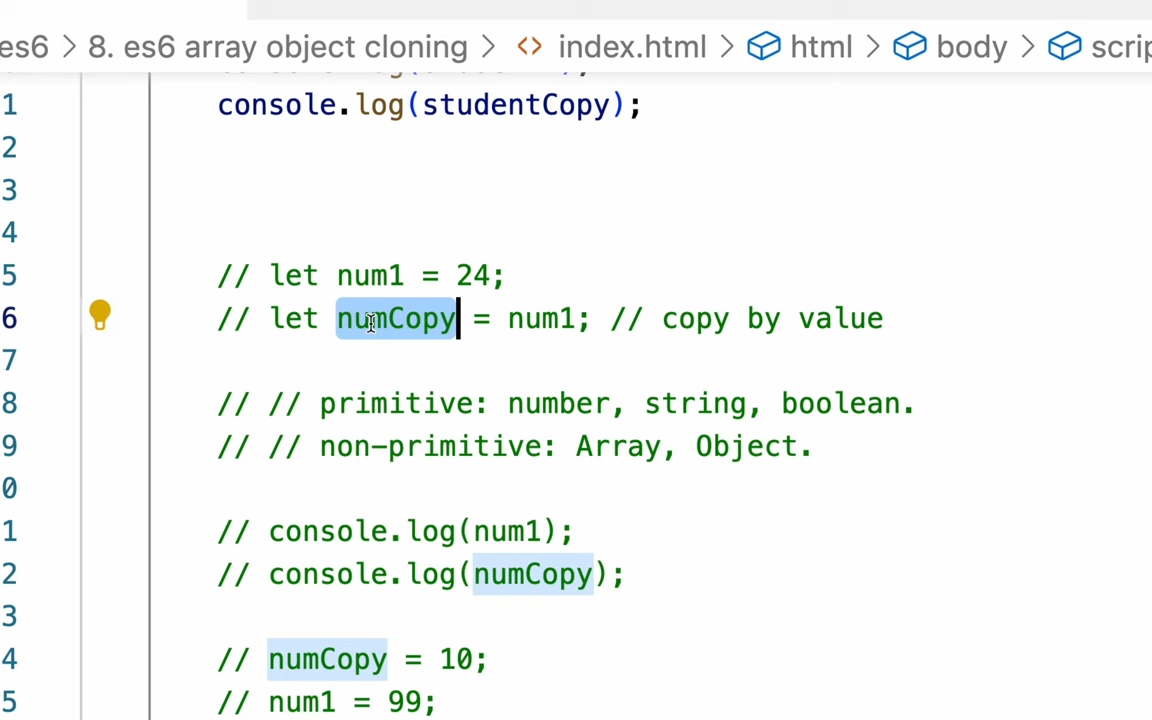 es6 > 8. es6 array object cloning > <> index.html > html > body > scrip
1 console.log(studentCopy);
2
3
4
5 // let num1 = 24;
6 // let numCopy = num1; // copy by value
7
8 // // primitive: number, string, boolean.
9 // // non-primitive: Array, Object.
0
1 // console.log(num1);
2 // console.log(numCopy);
3
4 // numCopy = 10;
5 // num1 = 99;